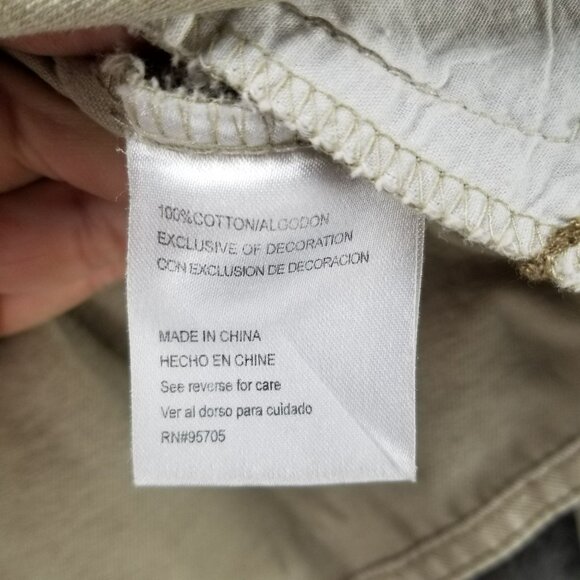 100%COTTON/ALGODON
EXCLUSIVE OF DECORATION
CON EXCLUSION DE DECORACION
MADE IN CHINA
HECHO EN CHINE
See reverse for care
Ver al dorso para cuidado
RN#95705